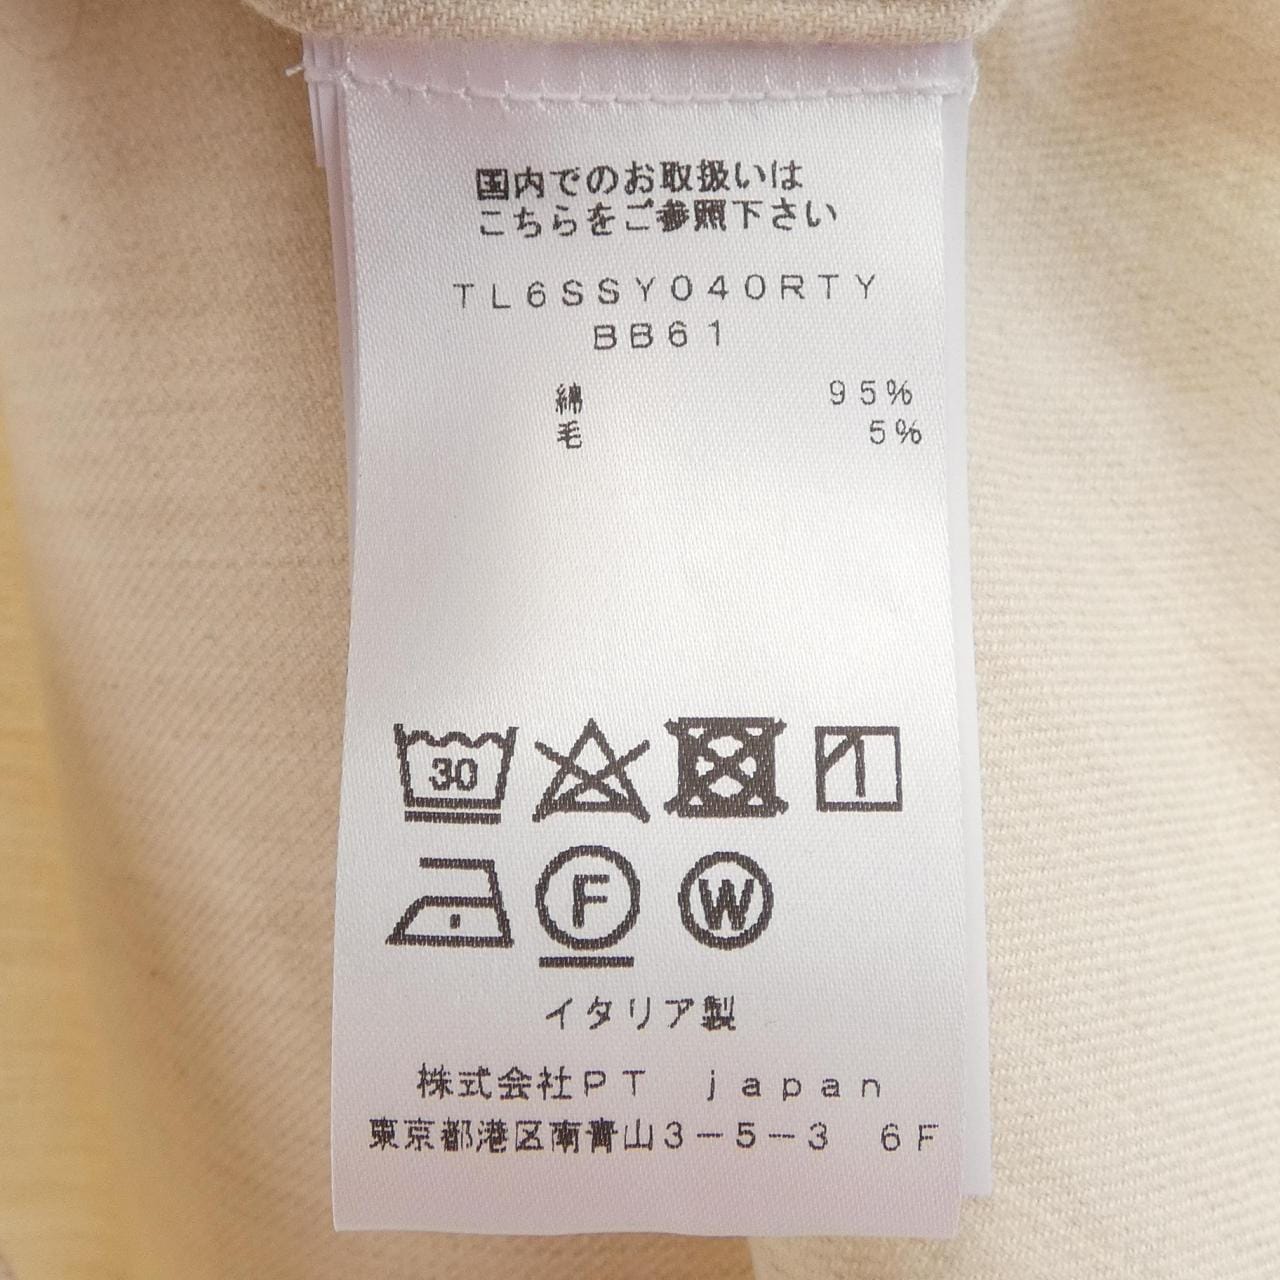 国内でのお取扱いは
こちらをご参照下さい
TL6SSY040RTY
BB61
綿 95%
毛 5%
30
F W
イタリア製
株式会社PT japan
東京都港区南青山3-5-3 6F